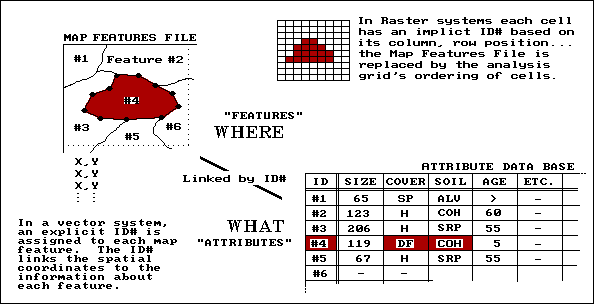 In Raster systems each cell
has an implict ID# based on
its column, row position...
the Map Features File is
replaced by the analysis
grid's ordering of cells.
MAP FEATURES FILE
#1 Feature #2
#4
#3 #6
#5
"FEATURES"
WHERE
X,Y
X,Y
X,Y
Linked by ID#
WHAT
"ATTRIBUTES"
In a vector system,
an explicit ID# is
assigned to each map
feature. The ID#
links the spatial
coordinates to the
information about
each feature.
ATTRIBUTE DATA BASE
ID SIZE COVER SOIL AGE ETC.
#1 65 SP ALV > -
#2 123 H COH 60 -
#3 206 H SRP 55 -
#4 119 DF COH 5 -
#5 67 H SRP 55 -
#6 - -